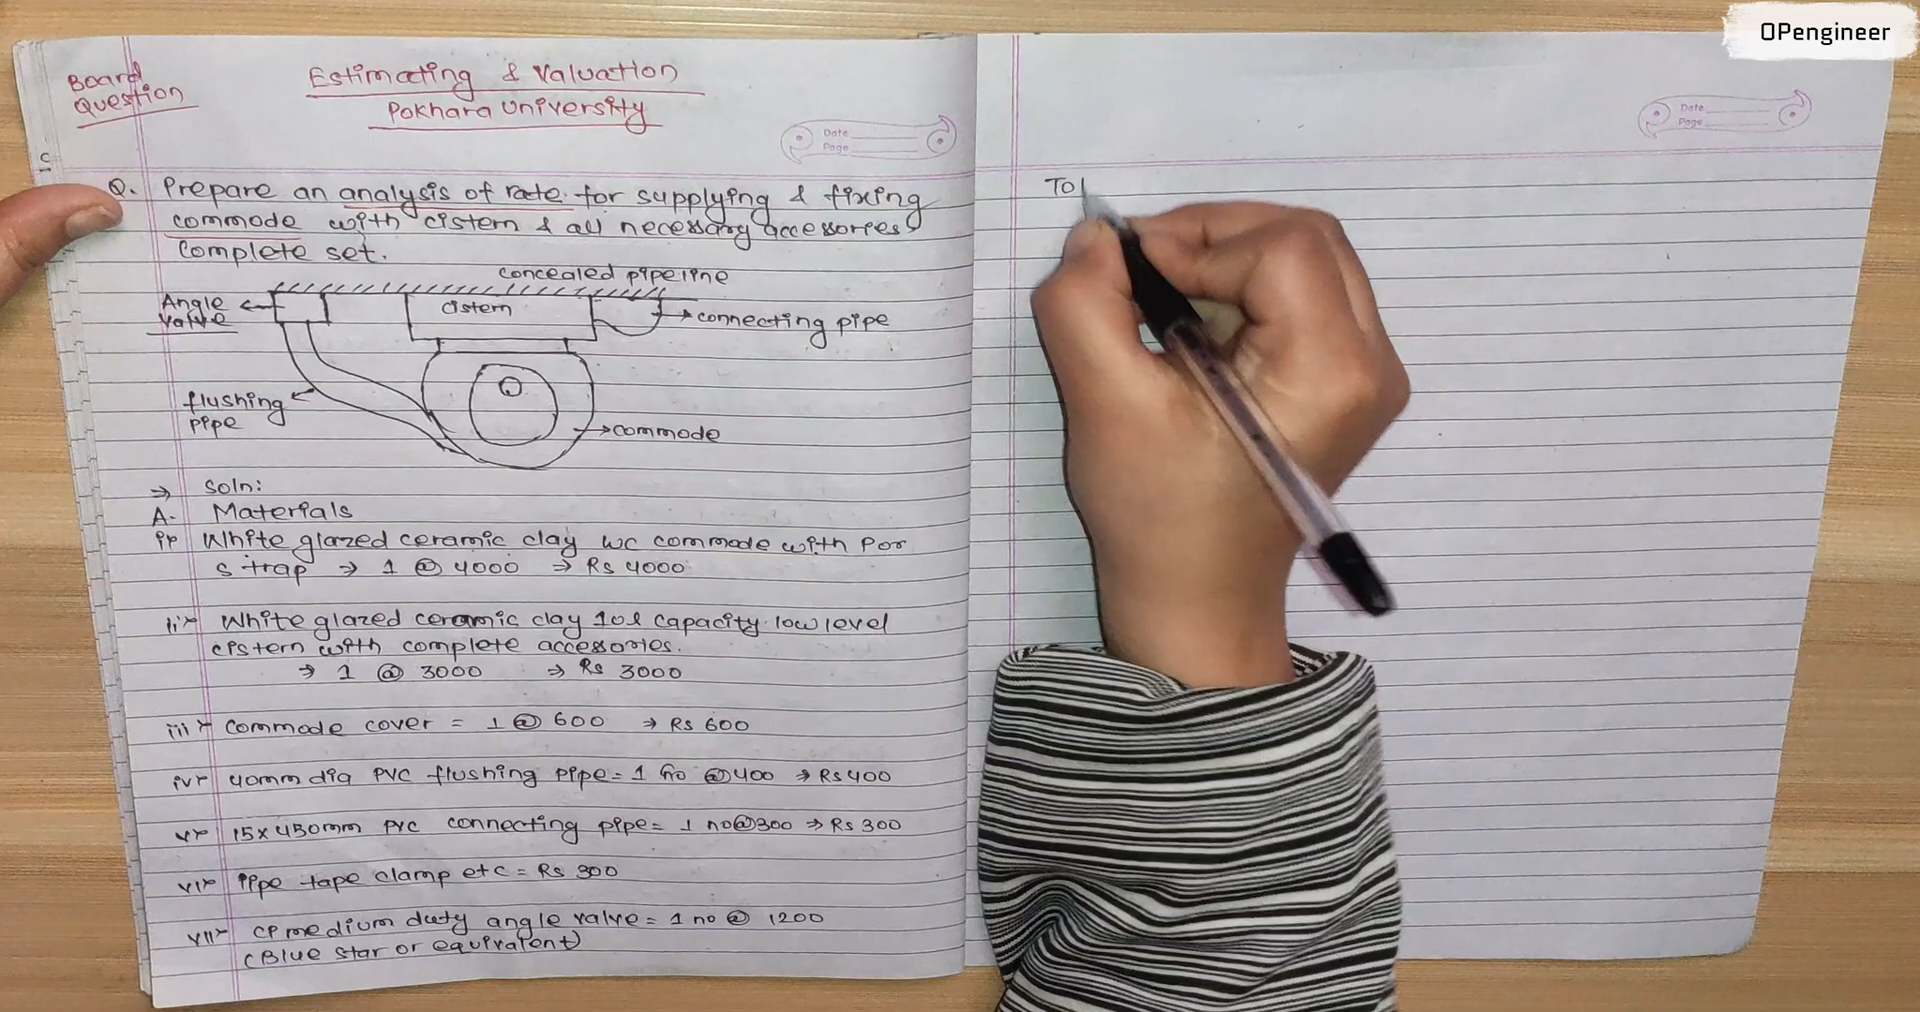 OPengineer
Board
Question
Estimating & Valuation
Pokhara University
Date
Page
Date
Page
Q. Prepare an analysis of rate for supplying & fixing
commode with cistern & all necessary accessories
complete set.
concealed pipeline
Angle
valve
cistern
connecting pipe
flushing
pipe
commode
⇒ Soln:
A. Materials
i> White glazed ceramic clay wc commode with P or
S trap → 1 @ 4000 → Rs 4000
ii> White glazed ceramic clay 10l capacity low level
cistern with complete accessories.
→ 1 @ 3000 → Rs 3000
iii> Commode cover = 1 @ 600 → Rs 600
iv> 40mm dia PVC flushing pipe = 1 no @ 400 → Rs 400
v> 15x450mm PVC connecting pipe = 1 no @ 300 → Rs 300
vi> Pipe tape clamp etc = Rs 300
vii> CP medium duty angle valve = 1 no @ 1200
(Blue star or equivalent)
TO